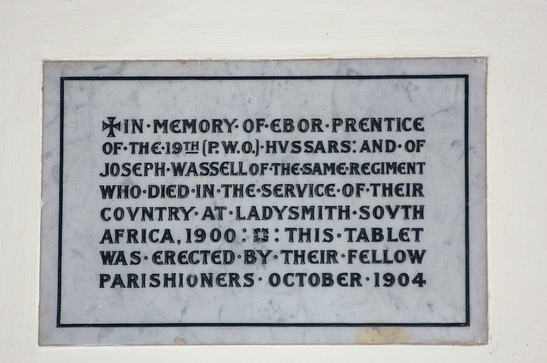 ✠IN·MEMORY·OF·EBOR·PRENTICE
OF·THE·19TH (P.W.O.)·HVSSARS: AND·OF
JOSEPH·WASSELL OF·THE·SAME·REGIMENT
WHO·DIED·IN·THE·SERVICE·OF·THEIR
COVNTRY·AT·LADYSMITH·SOVTH
AFRICA, 1900 : : THIS·TABLET
WAS·ERECTED·BY·THEIR·FELLOW
PARISHIONERS·OCTOBER·1904